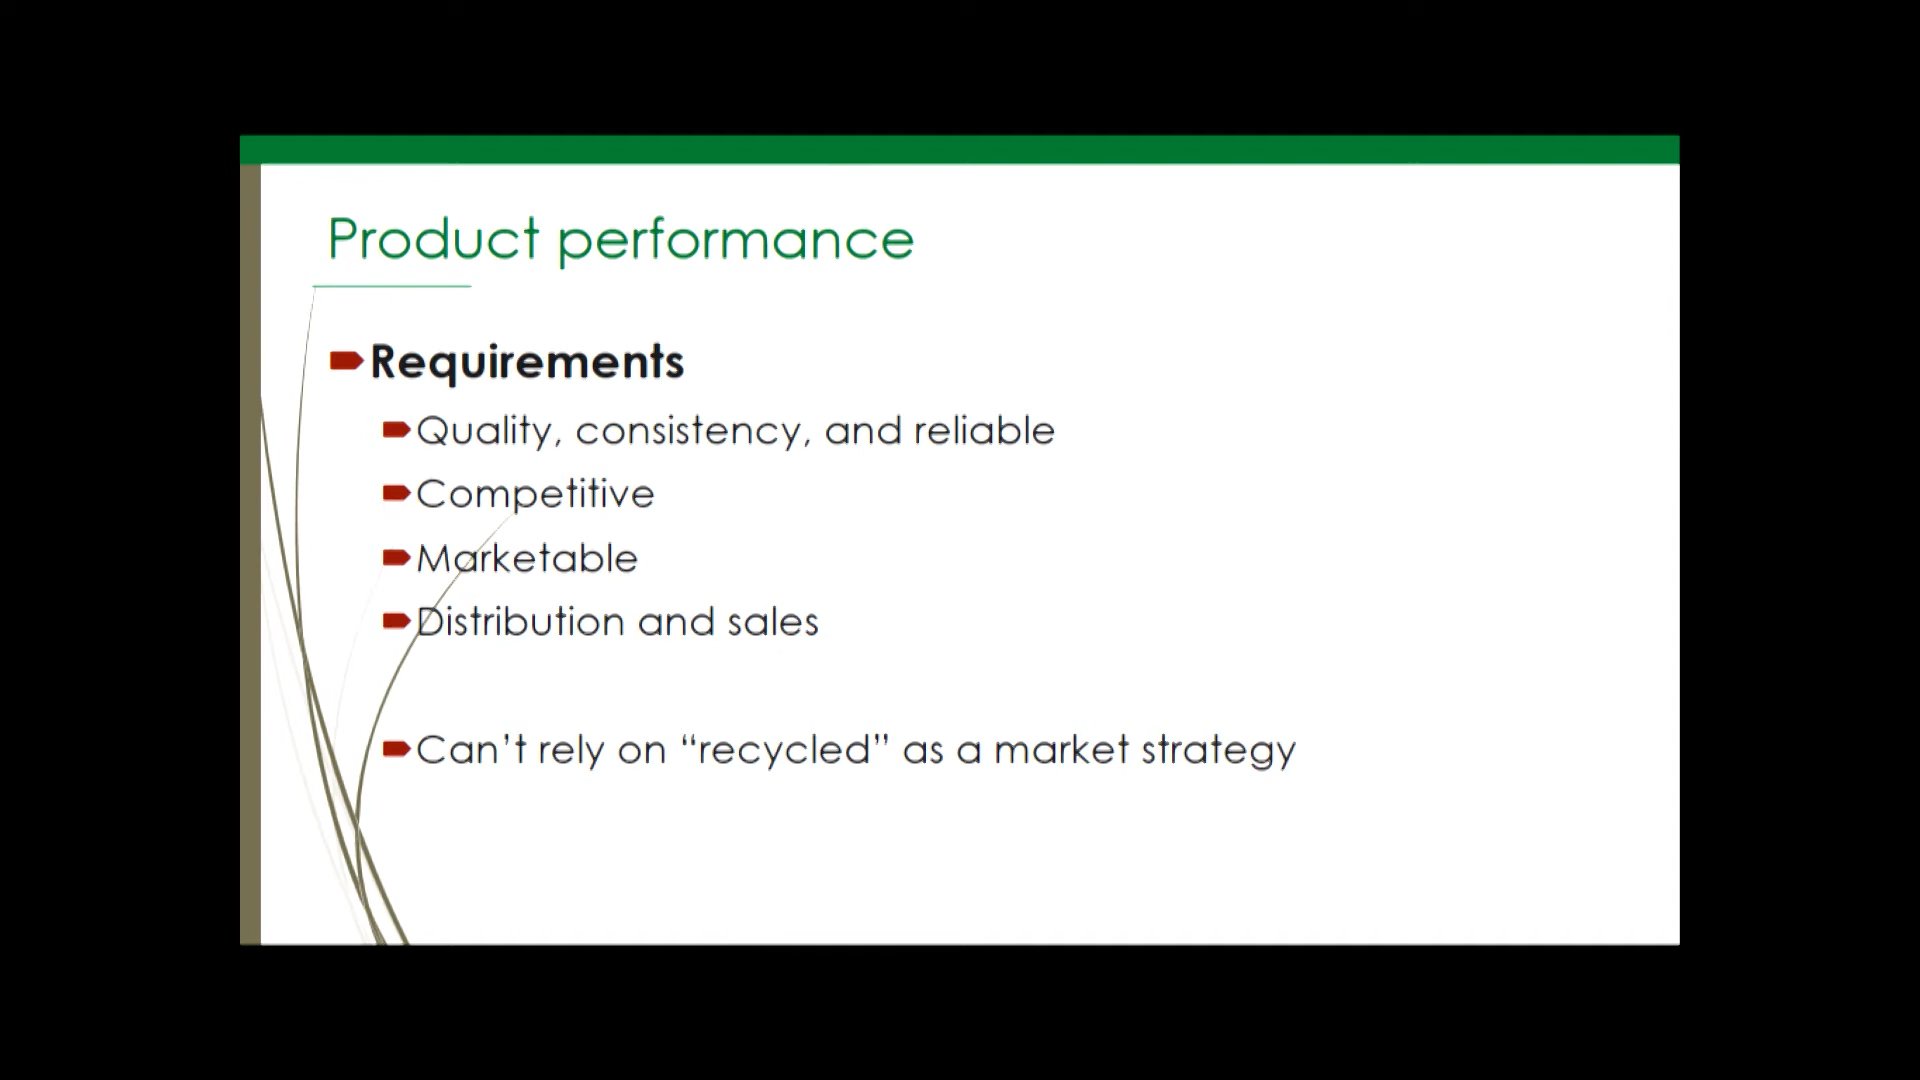 Product performance
Requirements
Quality, consistency, and reliable
Competitive
Marketable
Distribution and sales
Can’t rely on “recycled” as a market strategy